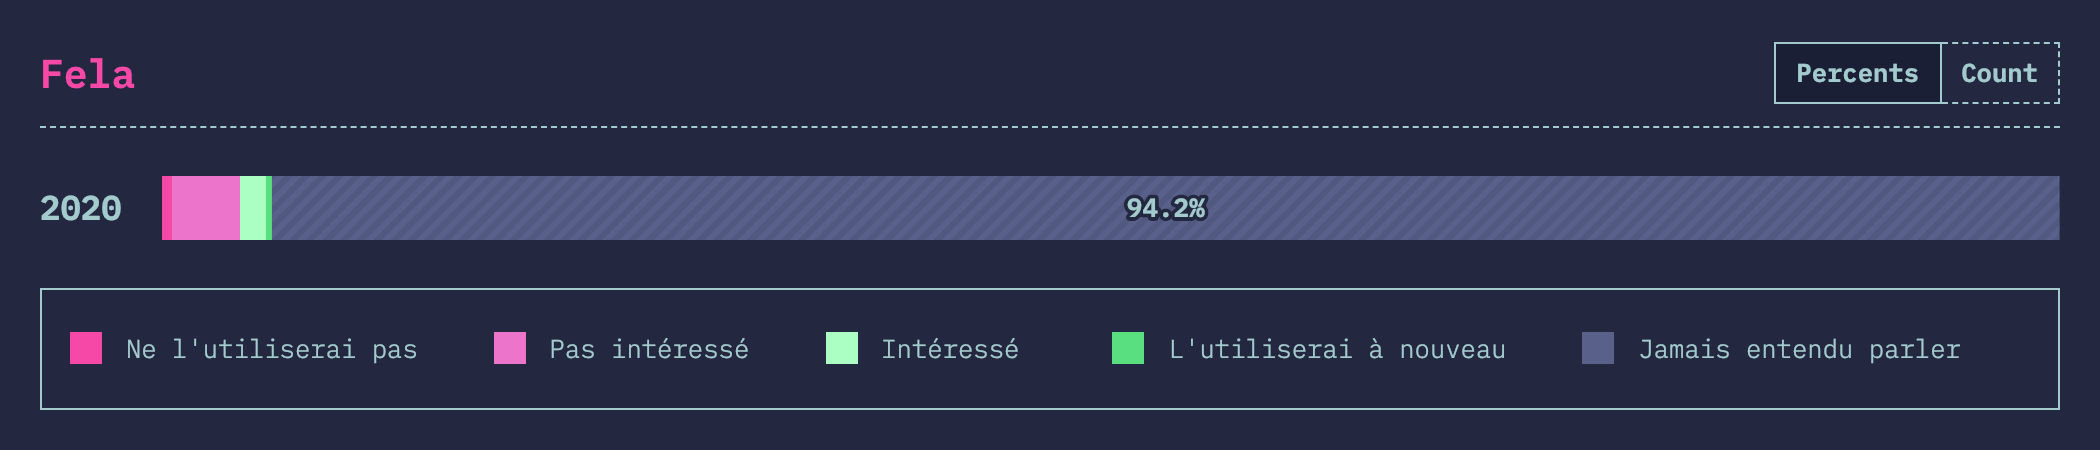 Fela
Percents Count
2020
94.2%
Ne l'utiliserai pas Pas intéressé Intéressé L'utiliserai à nouveau Jamais entendu parler